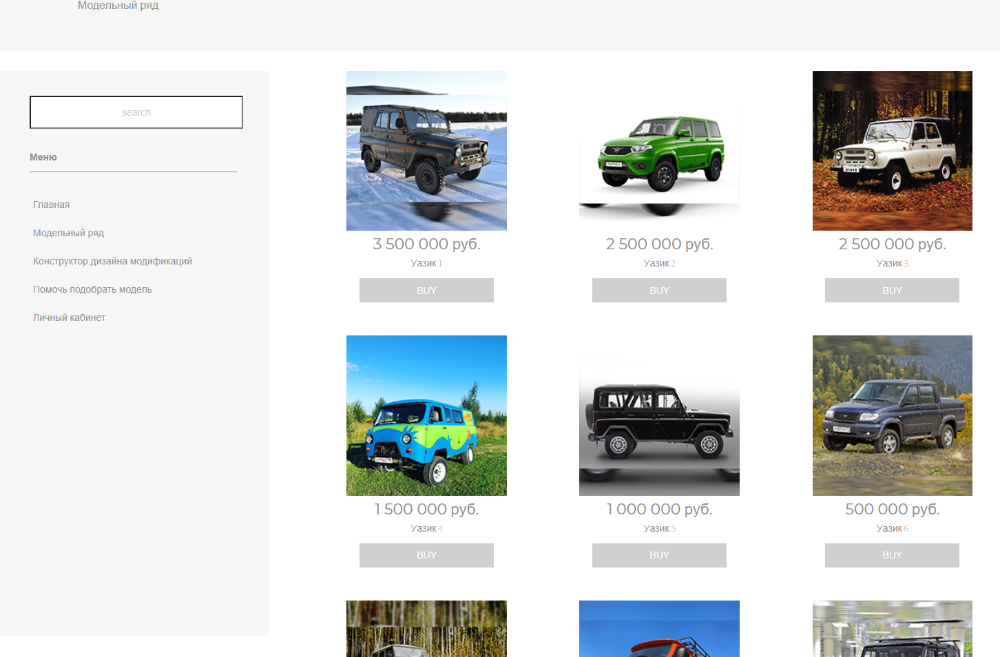 Модельный ряд
search
Меню
Главная
Модельный ряд
Конструктор дизайна модификаций
Помочь подобрать модель
Личный кабинет
3 500 000 руб.
Уазик 1
BUY
2 500 000 руб.
Уазик 2
BUY
2 500 000 руб.
Уазик 3
BUY
1 500 000 руб.
Уазик 4
BUY
1 000 000 руб.
Уазик 5
BUY
500 000 руб.
Уазик 6
BUY